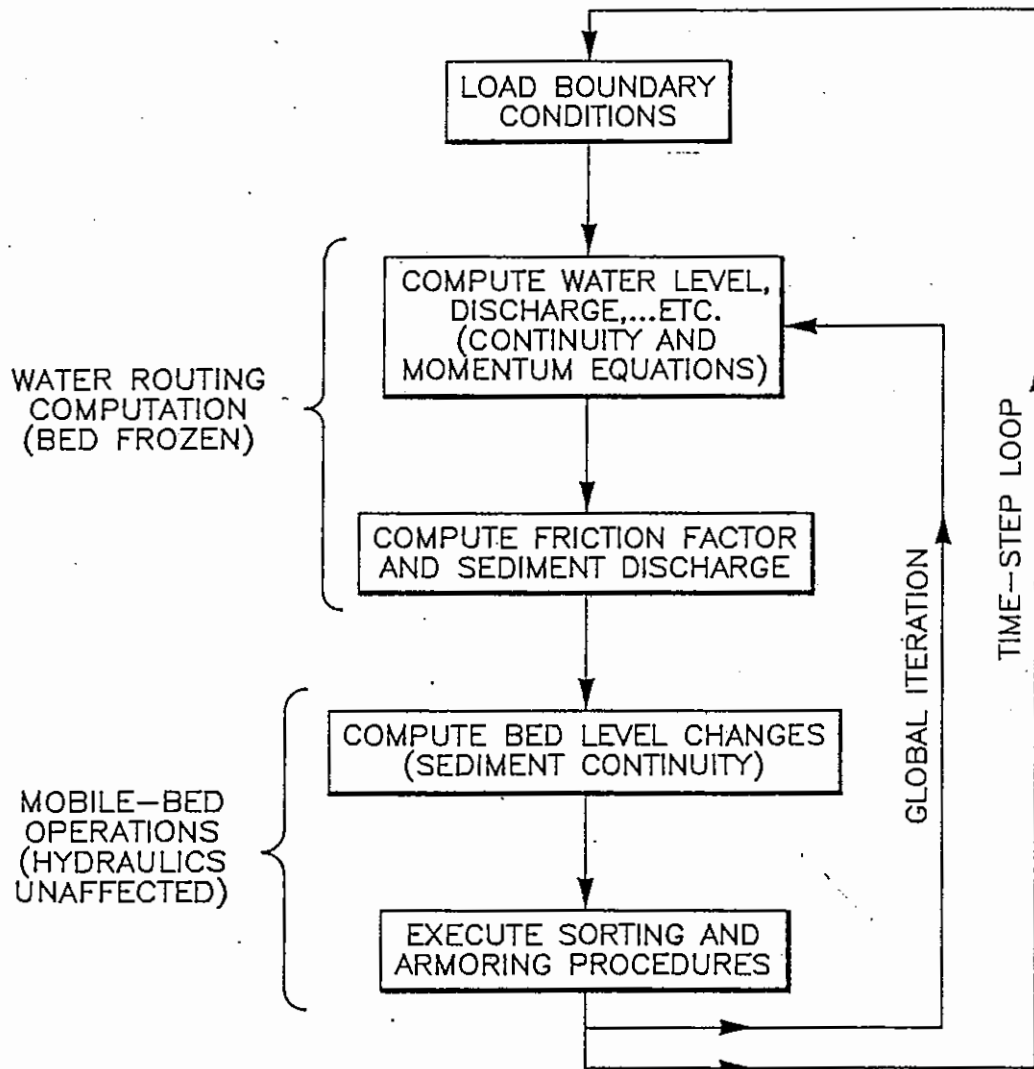 LOAD BOUNDARY
CONDITIONS
COMPUTE WATER LEVEL,
DISCHARGE,...ETC.
(CONTINUITY AND
MOMENTUM EQUATIONS)
WATER ROUTING
COMPUTATION
(BED FROZEN)
COMPUTE FRICTION FACTOR
AND SEDIMENT DISCHARGE
COMPUTE BED LEVEL CHANGES
(SEDIMENT CONTINUITY)
MOBILE-BED
OPERATIONS
(HYDRAULICS
UNAFFECTED)
EXECUTE SORTING AND
ARMORING PROCEDURES
GLOBAL ITERATION
TIME-STEP LOOP